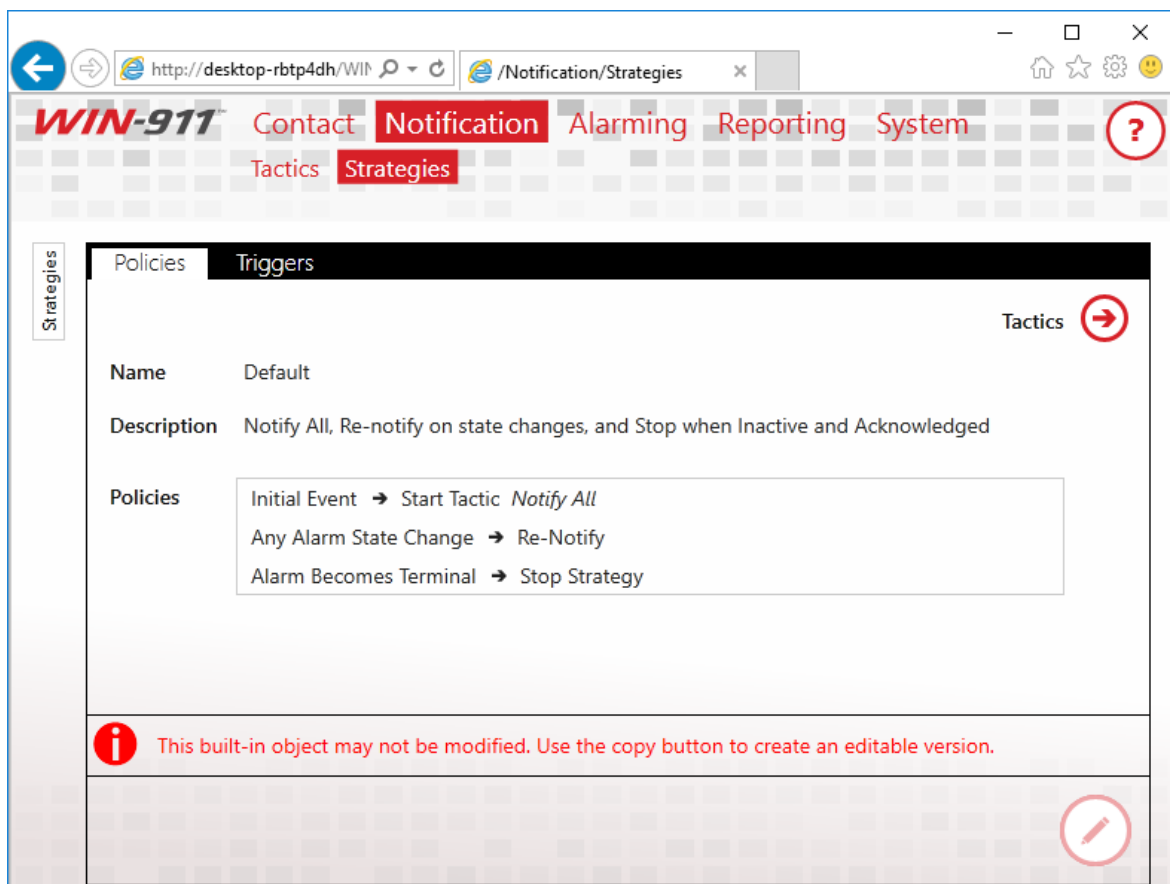 http://desktop-rbtp4dh/WIN
/Notification/Strategies
WIN-911™ Contact Notification Alarming Reporting System ?
Tactics Strategies
Strategies
Policies Triggers
Tactics
Name Default
Description Notify All, Re-notify on state changes, and Stop when Inactive and Acknowledged
Policies Initial Event ➔ Start Tactic Notify All
Any Alarm State Change ➔ Re-Notify
Alarm Becomes Terminal ➔ Stop Strategy
This built-in object may not be modified. Use the copy button to create an editable version.